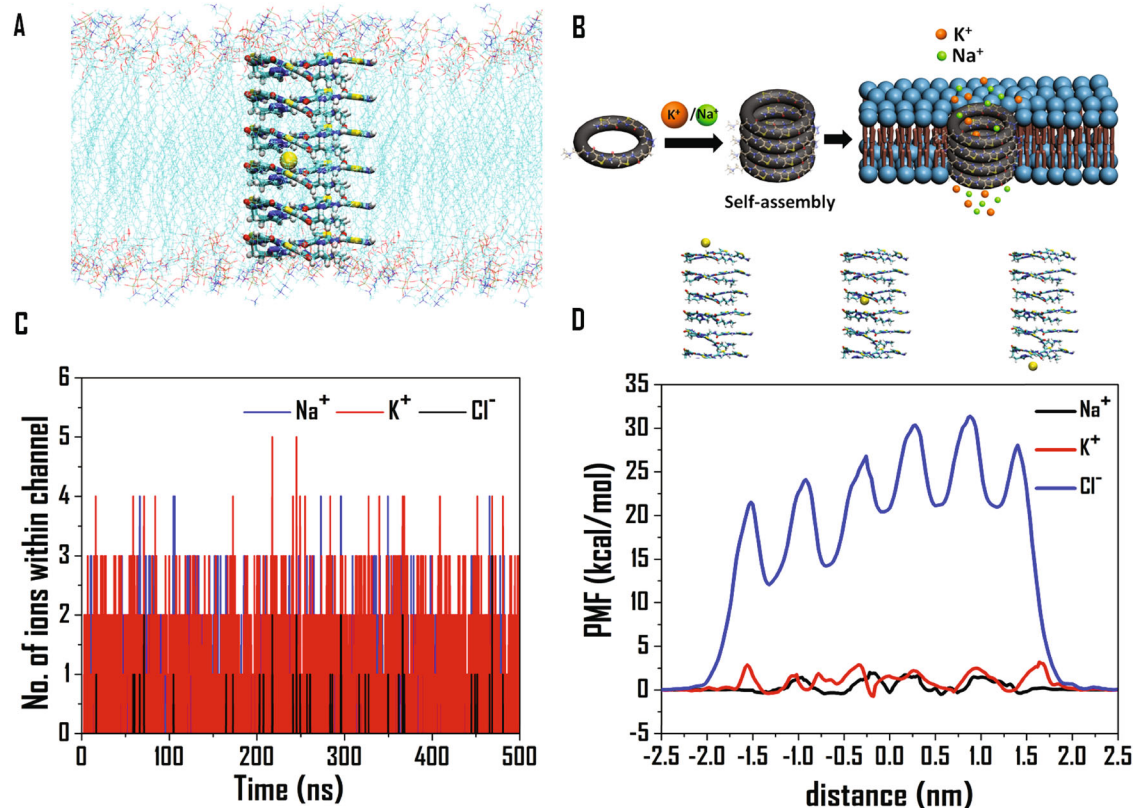 A
B
K+
Na+
K+ /Na+
Self-assembly
C
D
6
5
4
3
2
1
0
Na+ K+ Cl-
No. of ions within channel
0 100 200 300 400 500
Time (ns)
35
30
25
20
15
10
5
0
-5
Na+
K+
Cl-
PMF (kcal/mol)
-2.5 -2.0 -1.5 -1.0 -0.5 0.0 0.5 1.0 1.5 2.0 2.5
distance (nm)